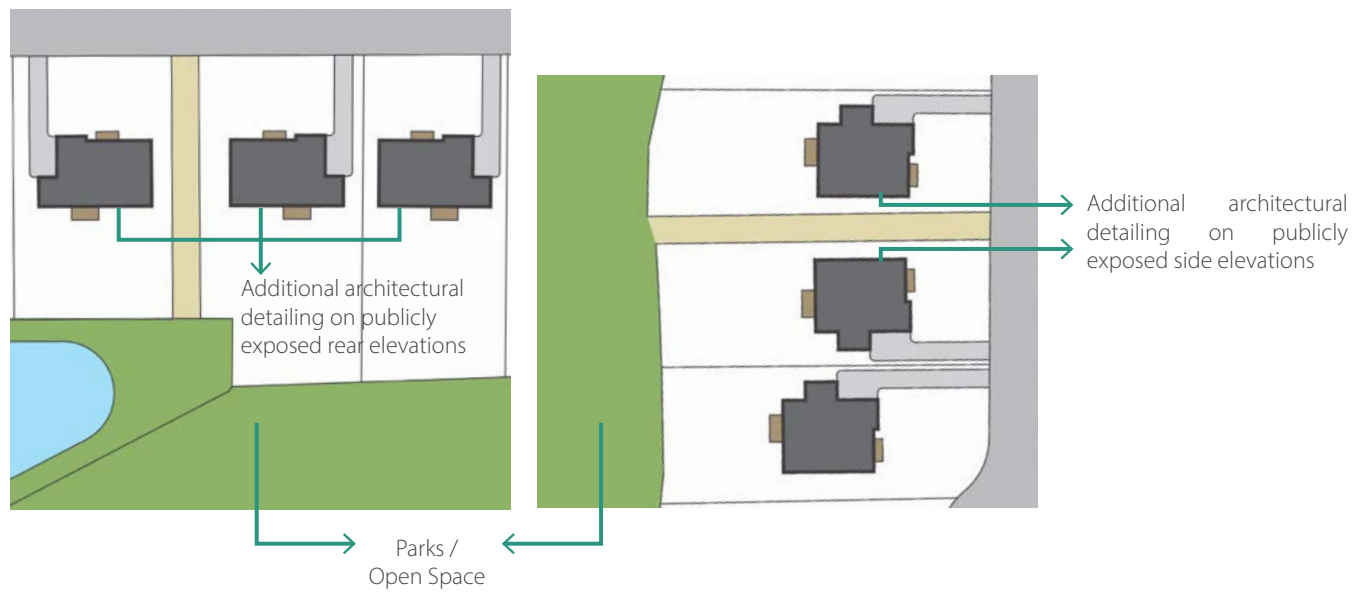 Additional architectural
detailing on publicly
exposed rear elevations
Additional architectural
detailing on publicly
exposed side elevations
Parks /
Open Space